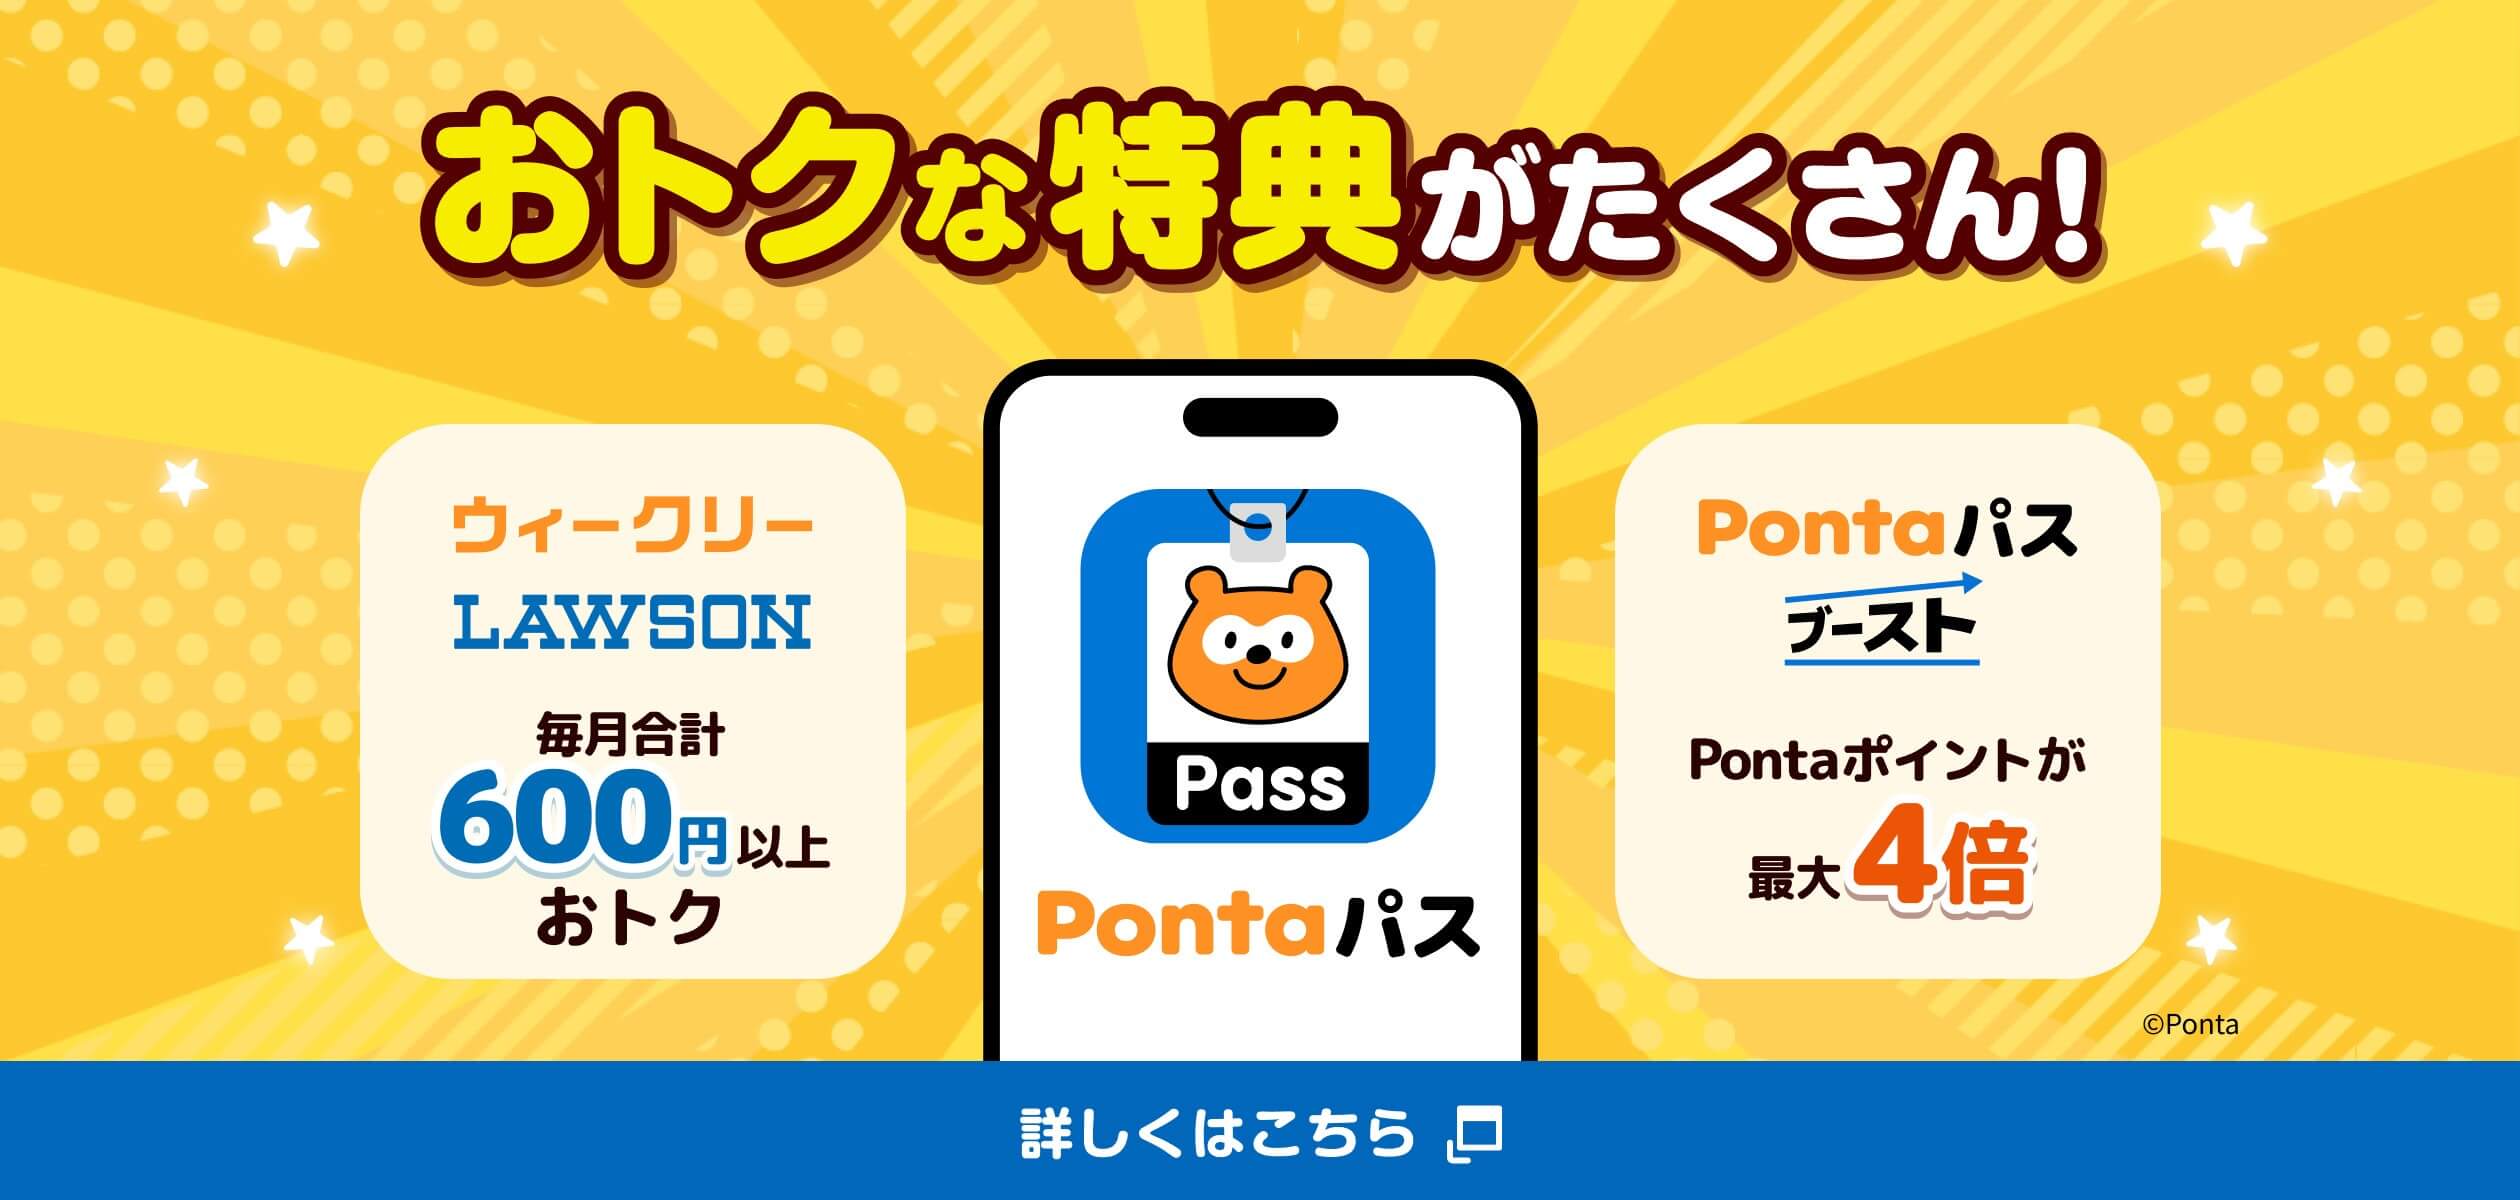 おトクな特典がたくさん!
ウィークリー
LAWSON
毎月合計
600円以上
おトク
Pass
Pontaパス
Pontaパス
ブースト
Pontaポイントが
最大4倍
©Ponta
詳しくはこちら